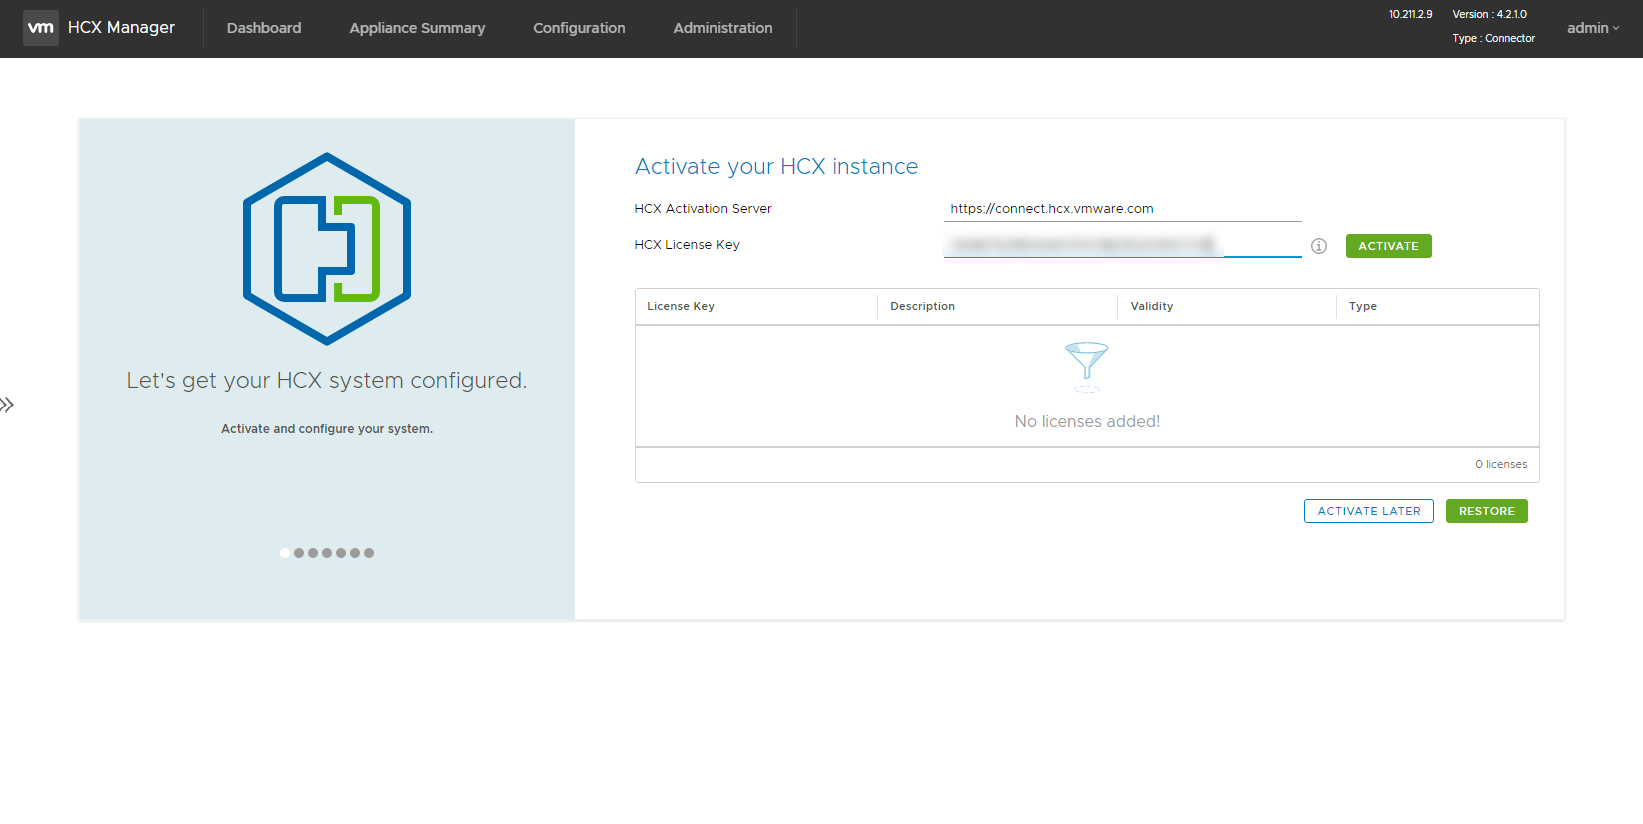 vm HCX Manager Dashboard Appliance Summary Configuration Administration 10.211.2.9 Version : 4.2.1.0 admin
Type : Connector
Activate your HCX instance
HCX Activation Server https://connect.hcx.vmware.com
HCX License Key ACTIVATE
License Key Description Validity Type
No licenses added!
0 licenses
ACTIVATE LATER RESTORE
Let's get your HCX system configured.
Activate and configure your system.